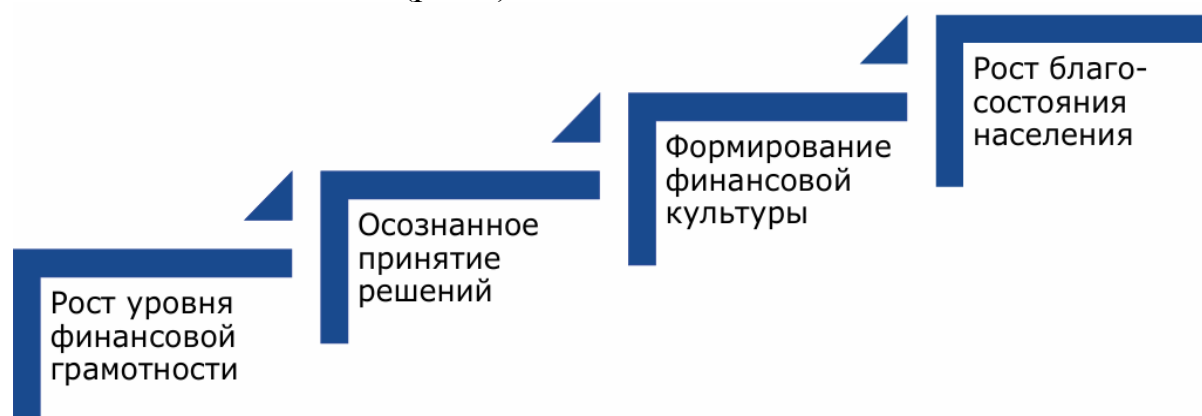 Рост уровня
финансовой
грамотности
Осознанное
принятие
решений
Формирование
финансовой
культуры
Рост благо-
состояния
населения